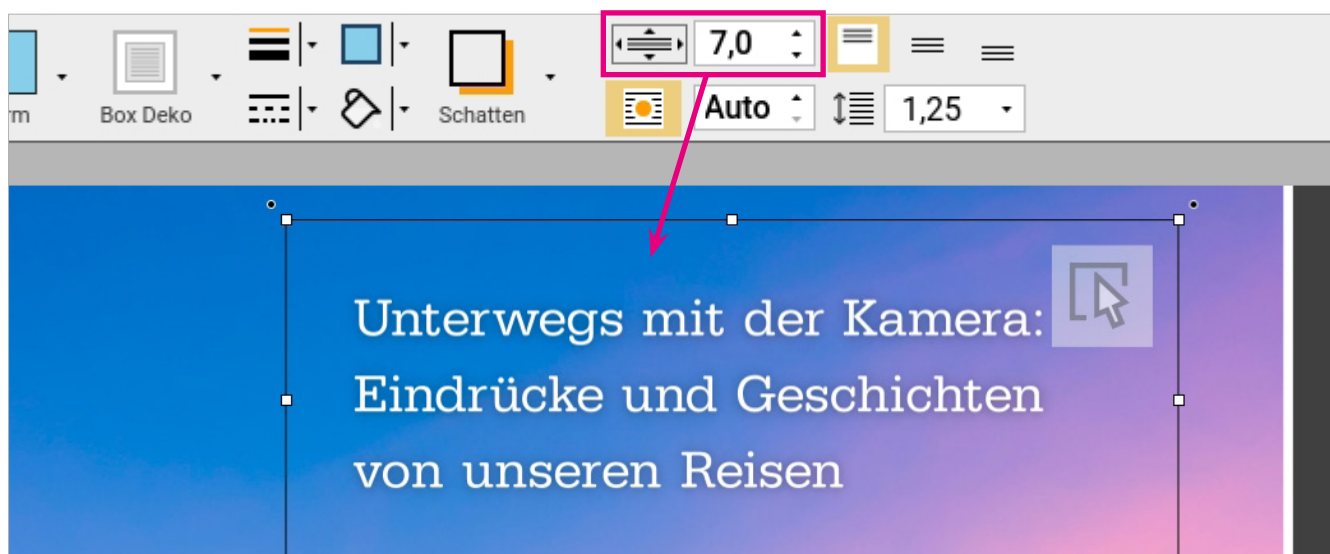 7,0
rm
Box Deko
Schatten
Auto
1,25
Unterwegs mit der Kamera:
Eindrücke und Geschichten
von unseren Reisen